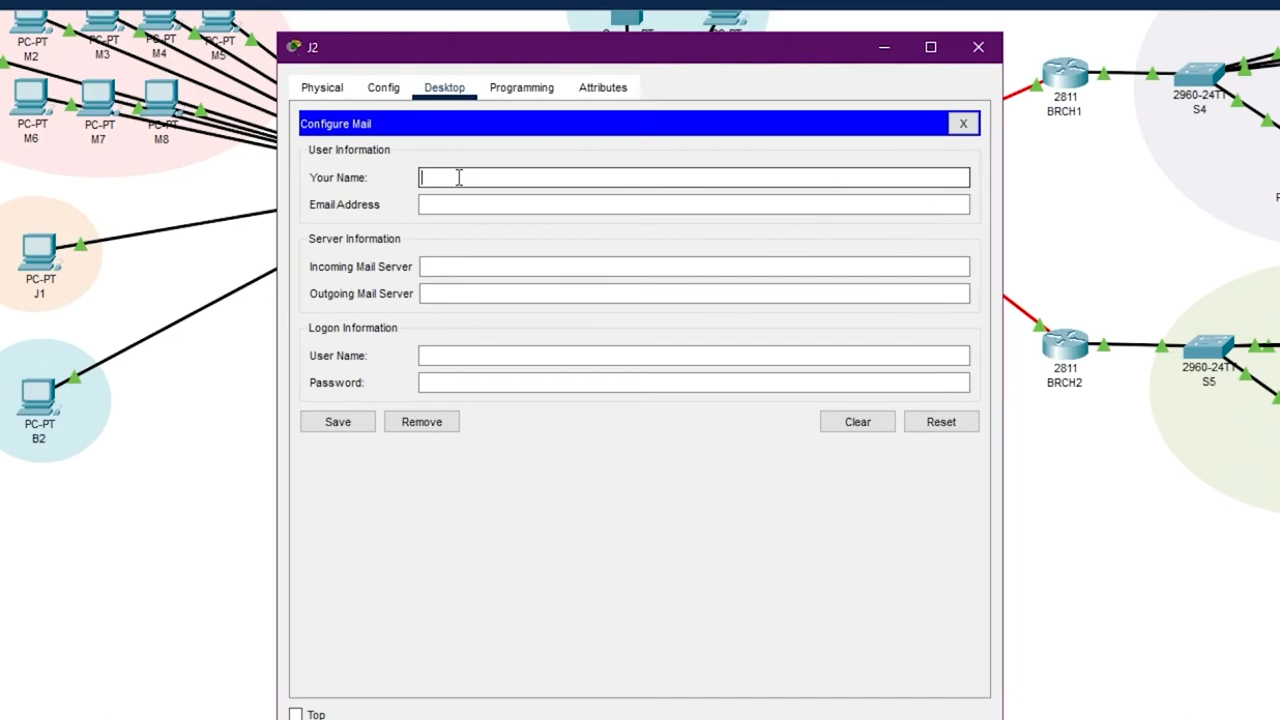 PC-PT
M2
PC-PT
M3
PC-PT
M4
PC-PT
M5
PC-PT
M6
PC-PT
M7
PC-PT
M8
PC-PT
J1
PC-PT
B2
J2
Physical
Config
Desktop
Programming
Attributes
Configure Mail
X
User Information
Your Name:
Email Address
Server Information
Incoming Mail Server
Outgoing Mail Server
Logon Information
User Name:
Password:
Save
Remove
Clear
Reset
Top
2811
BRCH1
2960-24TT
S4
2811
BRCH2
2960-24TT
S5